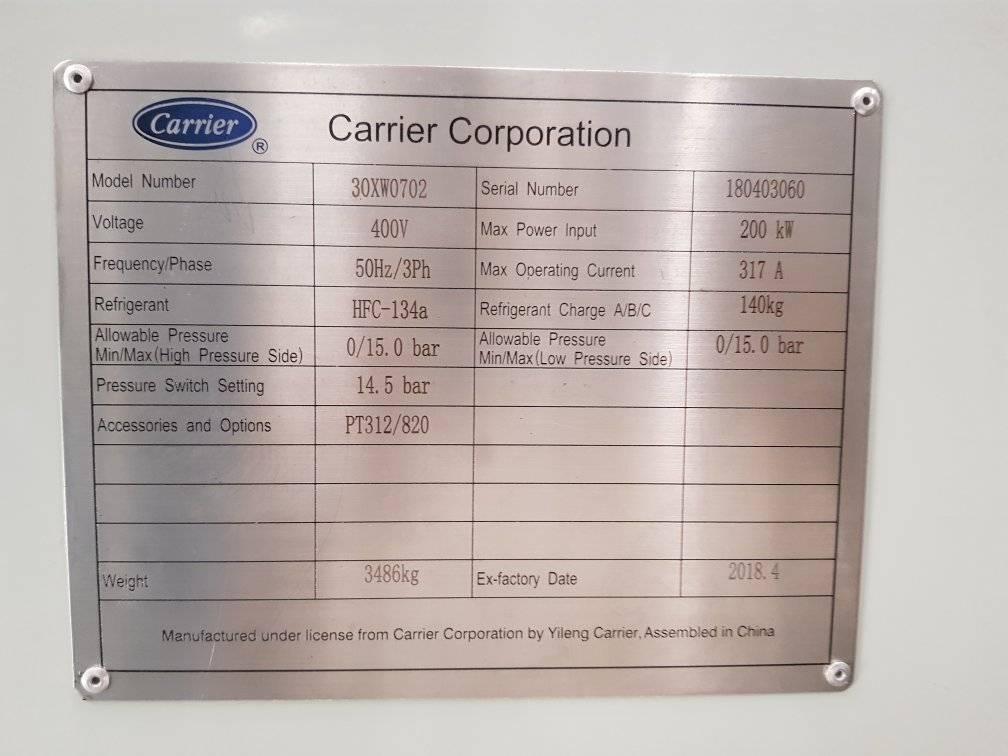 Carrier ®
Carrier Corporation
Model Number 30XW0702 Serial Number 180403060
Voltage 400V Max Power Input 200 kW
Frequency/Phase 50Hz/3Ph Max Operating Current 317 A
Refrigerant HFC-134a Refrigerant Charge A/B/C 140kg
Allowable Pressure
Min/Max(High Pressure Side) 0/15.0 bar
Allowable Pressure
Min/Max(Low Pressure Side) 0/15.0 bar
Pressure Switch Setting 14.5 bar
Accessories and Options PT312/820
Weight 3486kg Ex-factory Date 2018.4
Manufactured under license from Carrier Corporation by Yileng Carrier, Assembled in China